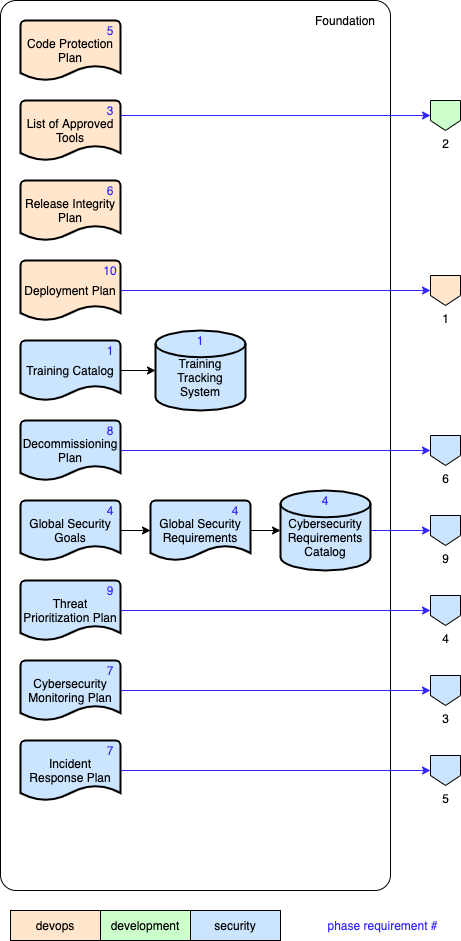 Foundation
5
Code Protection
Plan
3
List of Approved
Tools
2
6
Release Integrity
Plan
10
Deployment Plan
1
1
Training Catalog
1
Training
Tracking
System
8
Decommissioning
Plan
6
4
Global Security
Goals
4
Global Security
Requirements
4
Cybersecurity
Requirements
Catalog
9
9
Threat
Prioritization Plan
4
7
Cybersecurity
Monitoring Plan
3
7
Incident
Response Plan
5
devops
development
security
phase requirement #